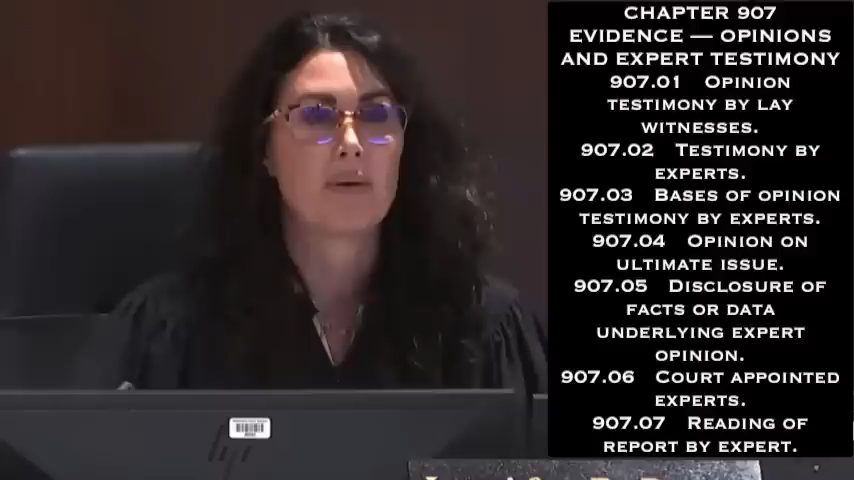 CHAPTER 907
EVIDENCE — OPINIONS
AND EXPERT TESTIMONY
907.01 OPINION
TESTIMONY BY LAY
WITNESSES.
907.02 TESTIMONY BY
EXPERTS.
907.03 BASES OF OPINION
TESTIMONY BY EXPERTS.
907.04 OPINION ON
ULTIMATE ISSUE.
907.05 DISCLOSURE OF
FACTS OR DATA
UNDERLYING EXPERT
OPINION.
907.06 COURT APPOINTED
EXPERTS.
907.07 READING OF
REPORT BY EXPERT.